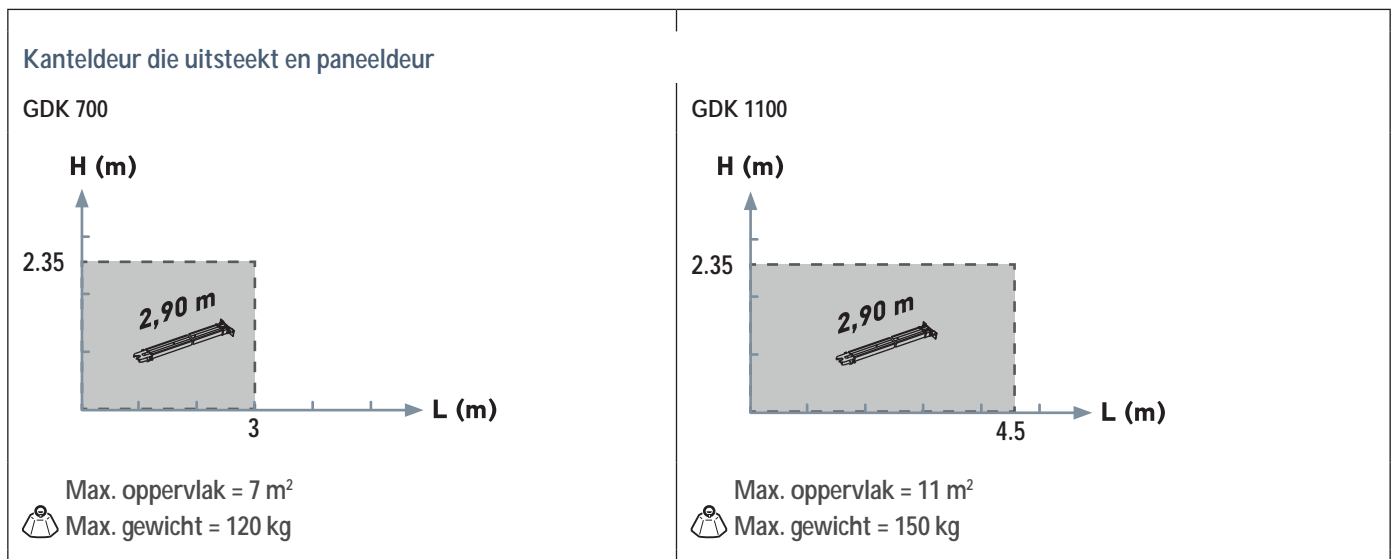 Kanteldeur die uitsteekt en paneeldeur
GDK 700
H (m)
2.35
2,90 m
L (m)
3
Max. oppervlak = 7 m²
Max. gewicht = 120 kg
GDK 1100
H (m)
2.35
2,90 m
L (m)
4.5
Max. oppervlak = 11 m²
Max. gewicht = 150 kg